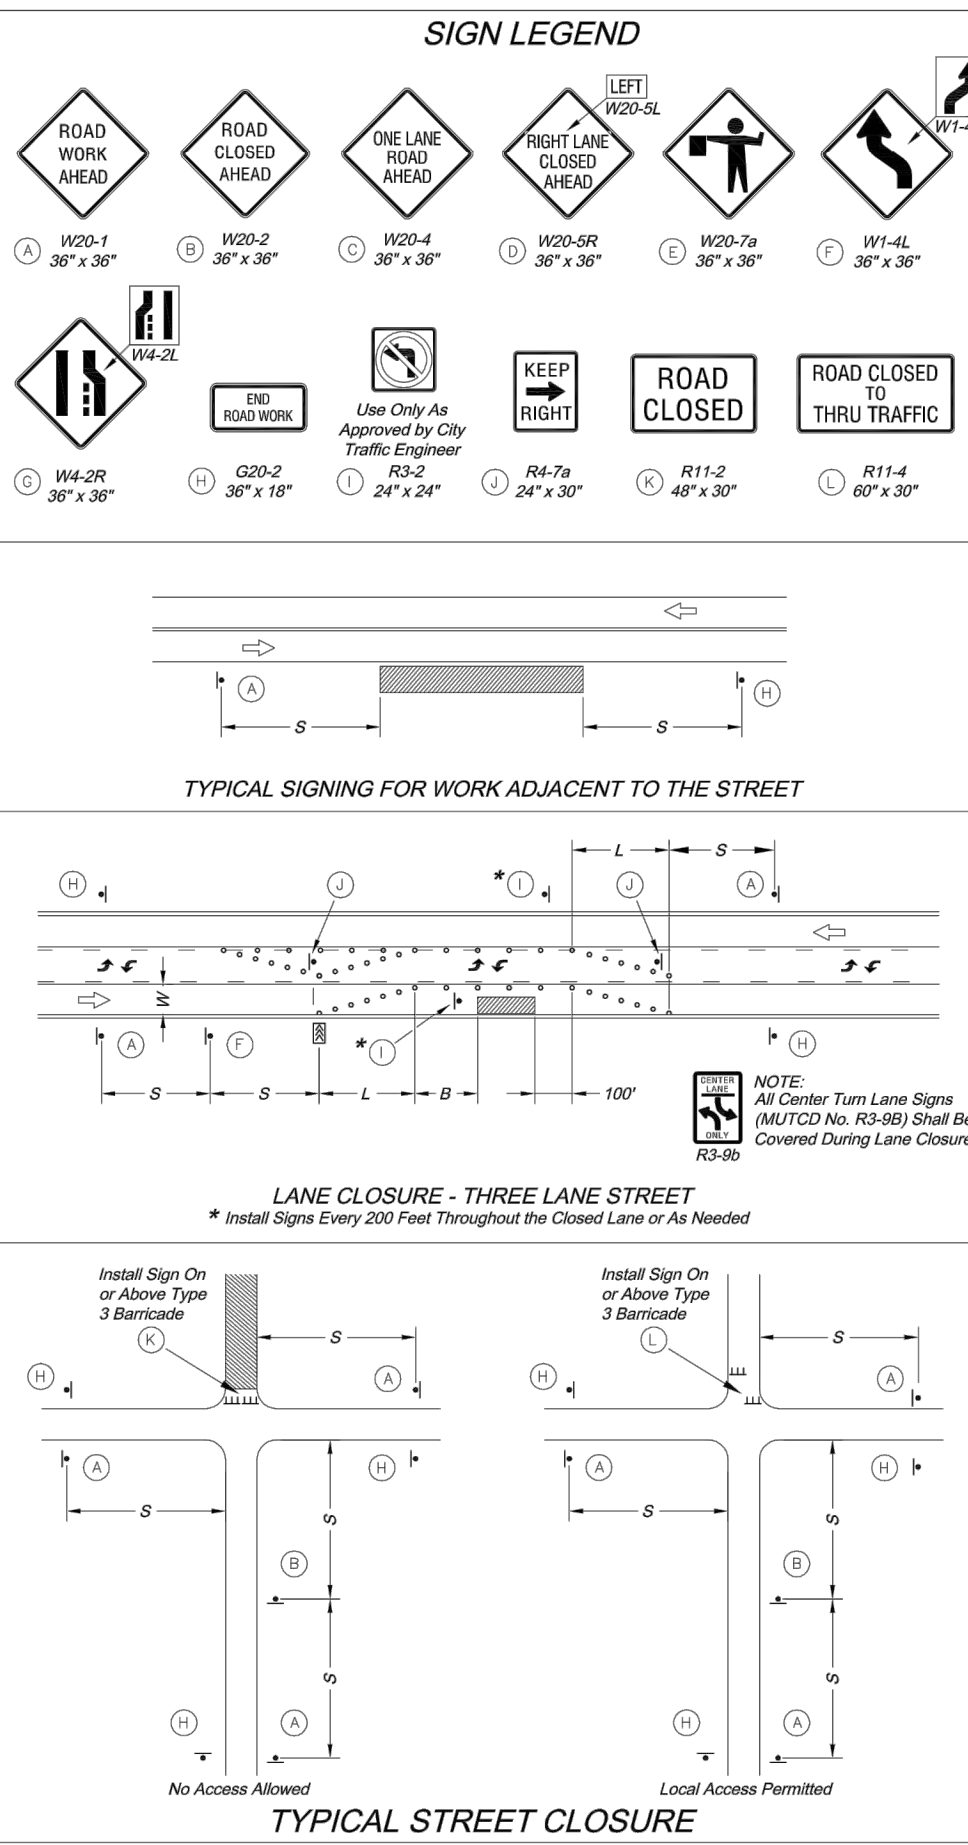 SIGN LEGEND
ROAD
WORK
AHEAD
A
W20-1
36" x 36"
ROAD
CLOSED
AHEAD
B
W20-2
36" x 36"
ONE LANE
ROAD
AHEAD
C
W20-4
36" x 36"
LEFT
W20-5L
RIGHT LANE
CLOSED
AHEAD
D
W20-5R
36" x 36"
E
W20-7a
36" x 36"
W1-4
F
W1-4L
36" x 36"
W4-2L
G
W4-2R
36" x 36"
END
ROAD WORK
H
G20-2
36" x 18"
Use Only As
Approved by City
Traffic Engineer
I
R3-2
24" x 24"
KEEP
RIGHT
J
R4-7a
24" x 30"
ROAD
CLOSED
K
R11-2
48" x 30"
ROAD CLOSED
TO
THRU TRAFFIC
L
R11-4
60" x 30"
A
H
S
S
TYPICAL SIGNING FOR WORK ADJACENT TO THE STREET
L
S
H
J
* I
J
A
W
A
F
* I
H
S
S
L
B
100'
CENTER
LANE
ONLY
R3-9b
NOTE:
All Center Turn Lane Signs
(MUTCD No. R3-9B) Shall Be
Covered During Lane Closure
LANE CLOSURE - THREE LANE STREET
* Install Signs Every 200 Feet Throughout the Closed Lane or As Needed
Install Sign On
or Above Type
3 Barricade
K
S
H
A
A
H
S
S
B
S
H
A
No Access Allowed
Install Sign On
or Above Type
3 Barricade
L
S
H
A
A
H
S
S
B
S
H
A
Local Access Permitted
TYPICAL STREET CLOSURE